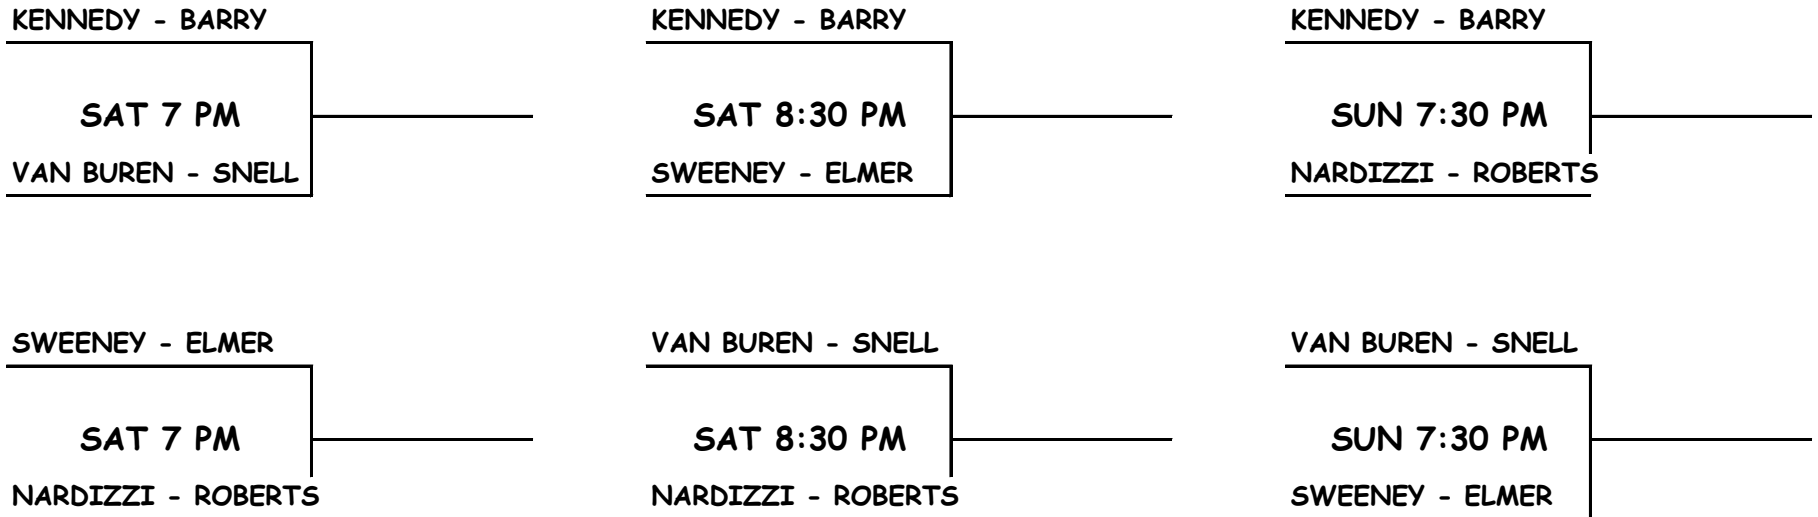 KENNEDY - BARRY
SAT 7 PM
VAN BUREN - SNELL
KENNEDY - BARRY
SAT 8:30 PM
SWEENEY - ELMER
KENNEDY - BARRY
SUN 7:30 PM
NARDIZZI - ROBERTS
SWEENEY - ELMER
SAT 7 PM
NARDIZZI - ROBERTS
VAN BUREN - SNELL
SAT 8:30 PM
NARDIZZI - ROBERTS
VAN BUREN - SNELL
SUN 7:30 PM
SWEENEY - ELMER